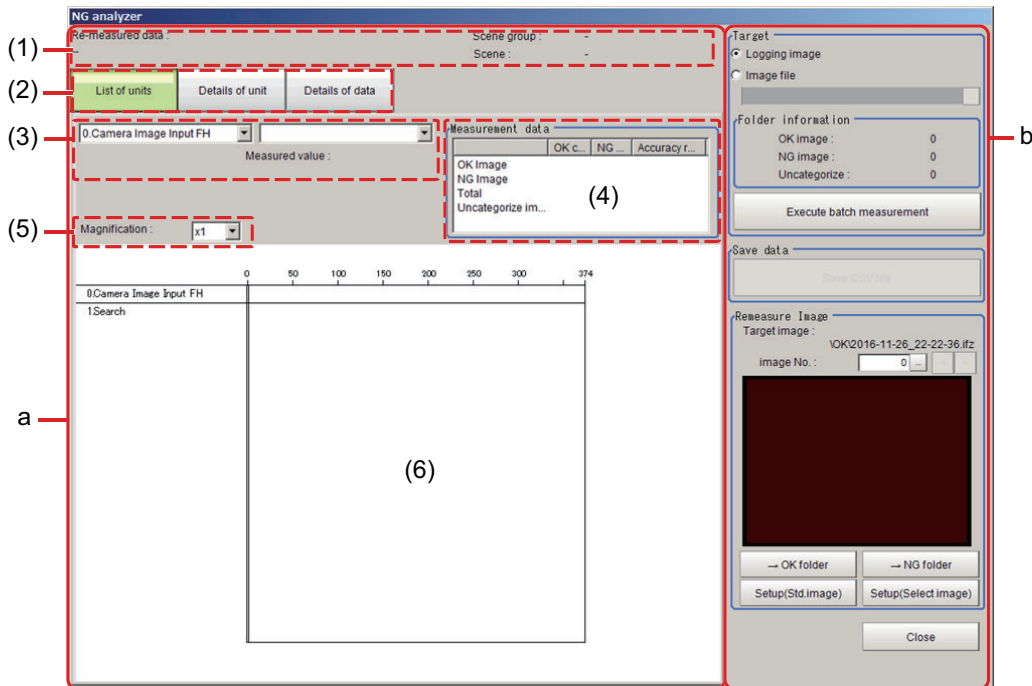 NG analyzer
(1)
Re-measured data :
-
Scene group : -
Scene : -
(2)
List of units
Details of unit
Details of data
(3)
0.Camera Image Input FH
Measured value :
Measurement data
OK c... NG ... Accuracy r...
OK Image
NG Image
Total
Uncategorize im...
(4)
(5)
Magnification : x1
0 50 100 150 200 250 300 374
0.Camera Image Input FH
1.Search
(6)
a
b
Target
Logging image
Image file
Folder information
OK image : 0
NG image : 0
Uncategorize : 0
Execute batch measurement
Save data
Save CSV file
Remeasure Image
Target image :
\OK\2016-11-26_22-22-36.ifz
image No. : 0 ... < >
→ OK folder
→ NG folder
Setup(Std.image)
Setup(Select image)
Close